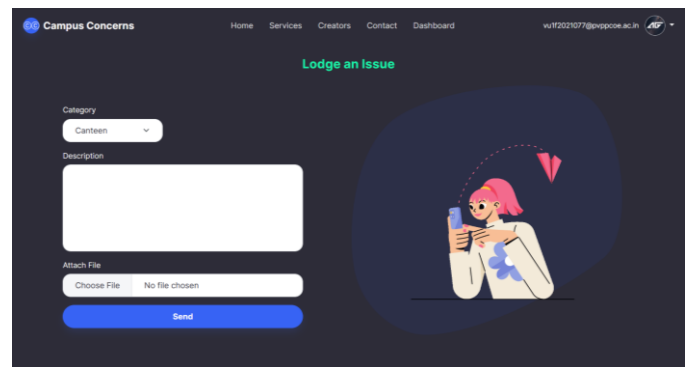 Campus Concerns Home Services Creators Contact Dashboard vu1f2021077@pvppcoe.ac.in
Lodge an Issue
Category
Canteen
Description
Attach File
Choose File No file chosen
Send